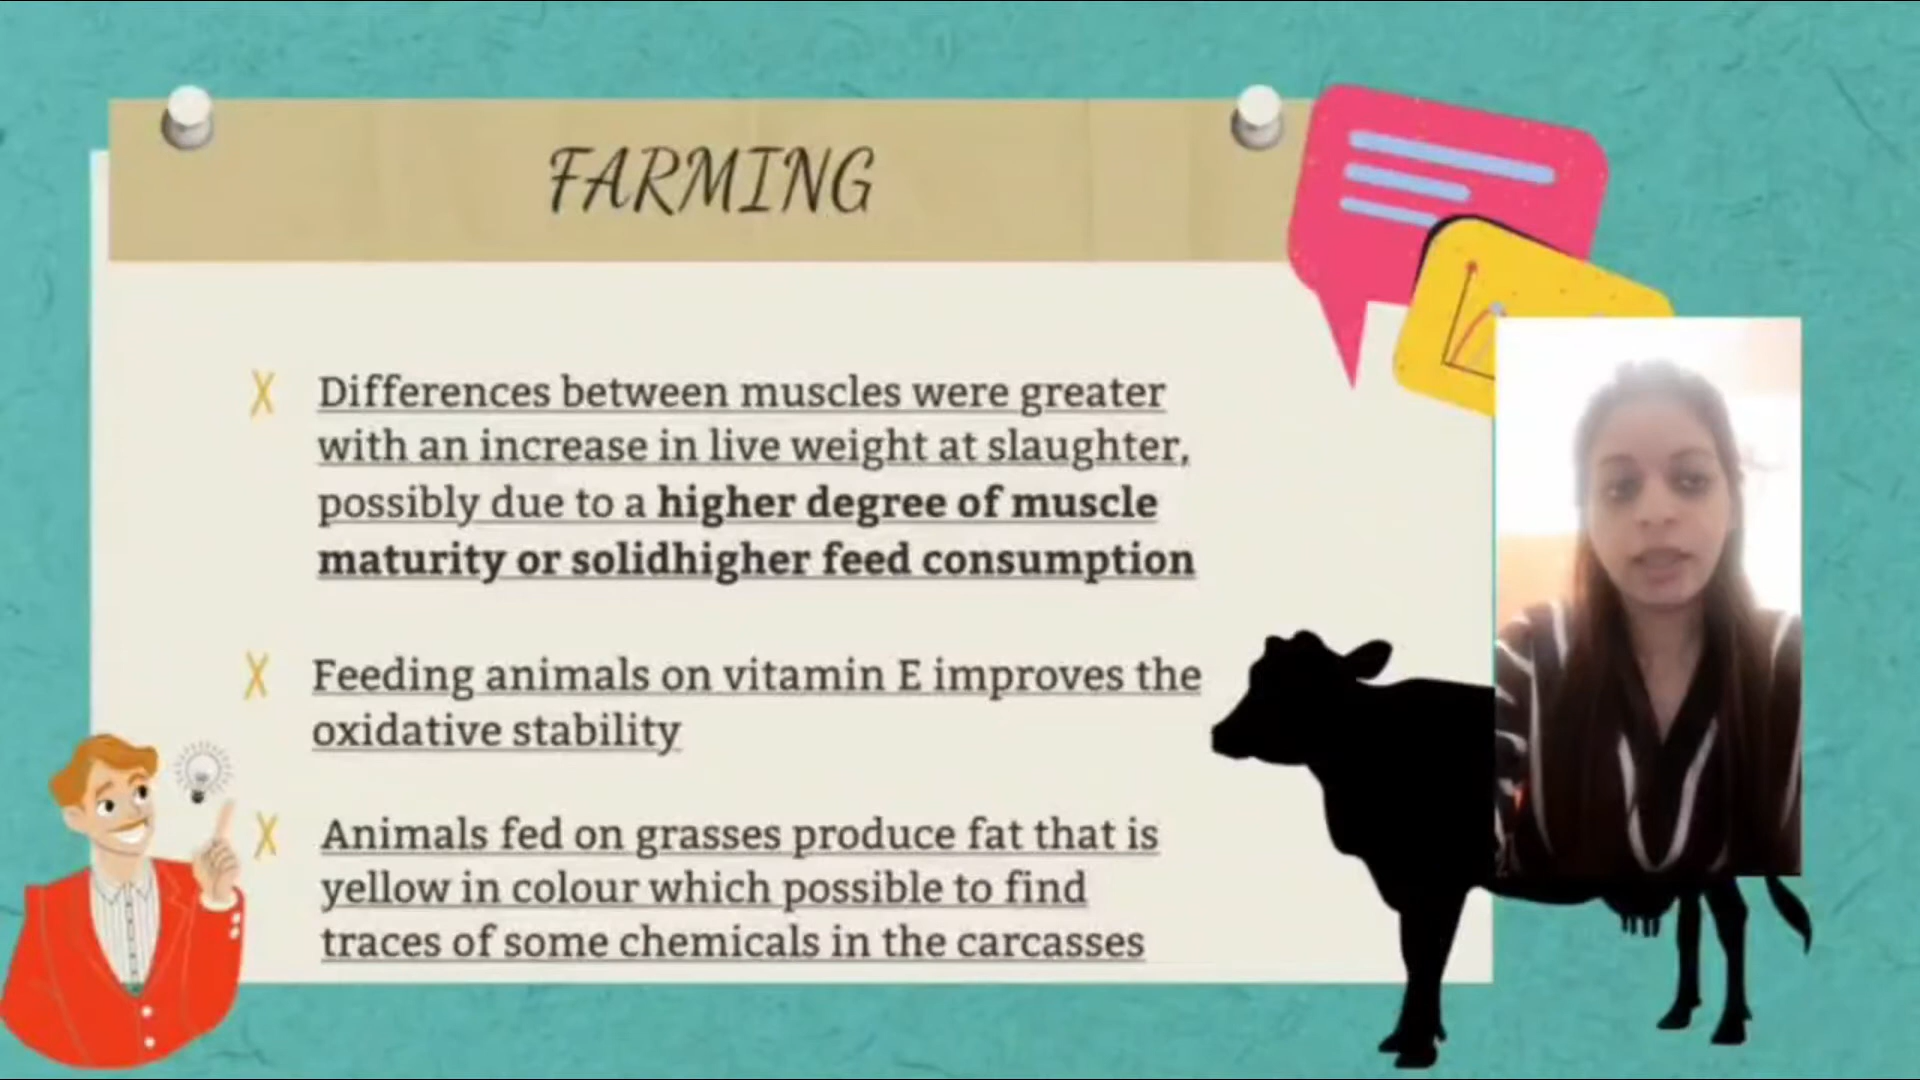 FARMING
Differences between muscles were greater
with an increase in live weight at slaughter,
possibly due to a higher degree of muscle
maturity or solidhigher feed consumption
Feeding animals on vitamin E improves the
oxidative stability
Animals fed on grasses produce fat that is
yellow in colour which possible to find
traces of some chemicals in the carcasses